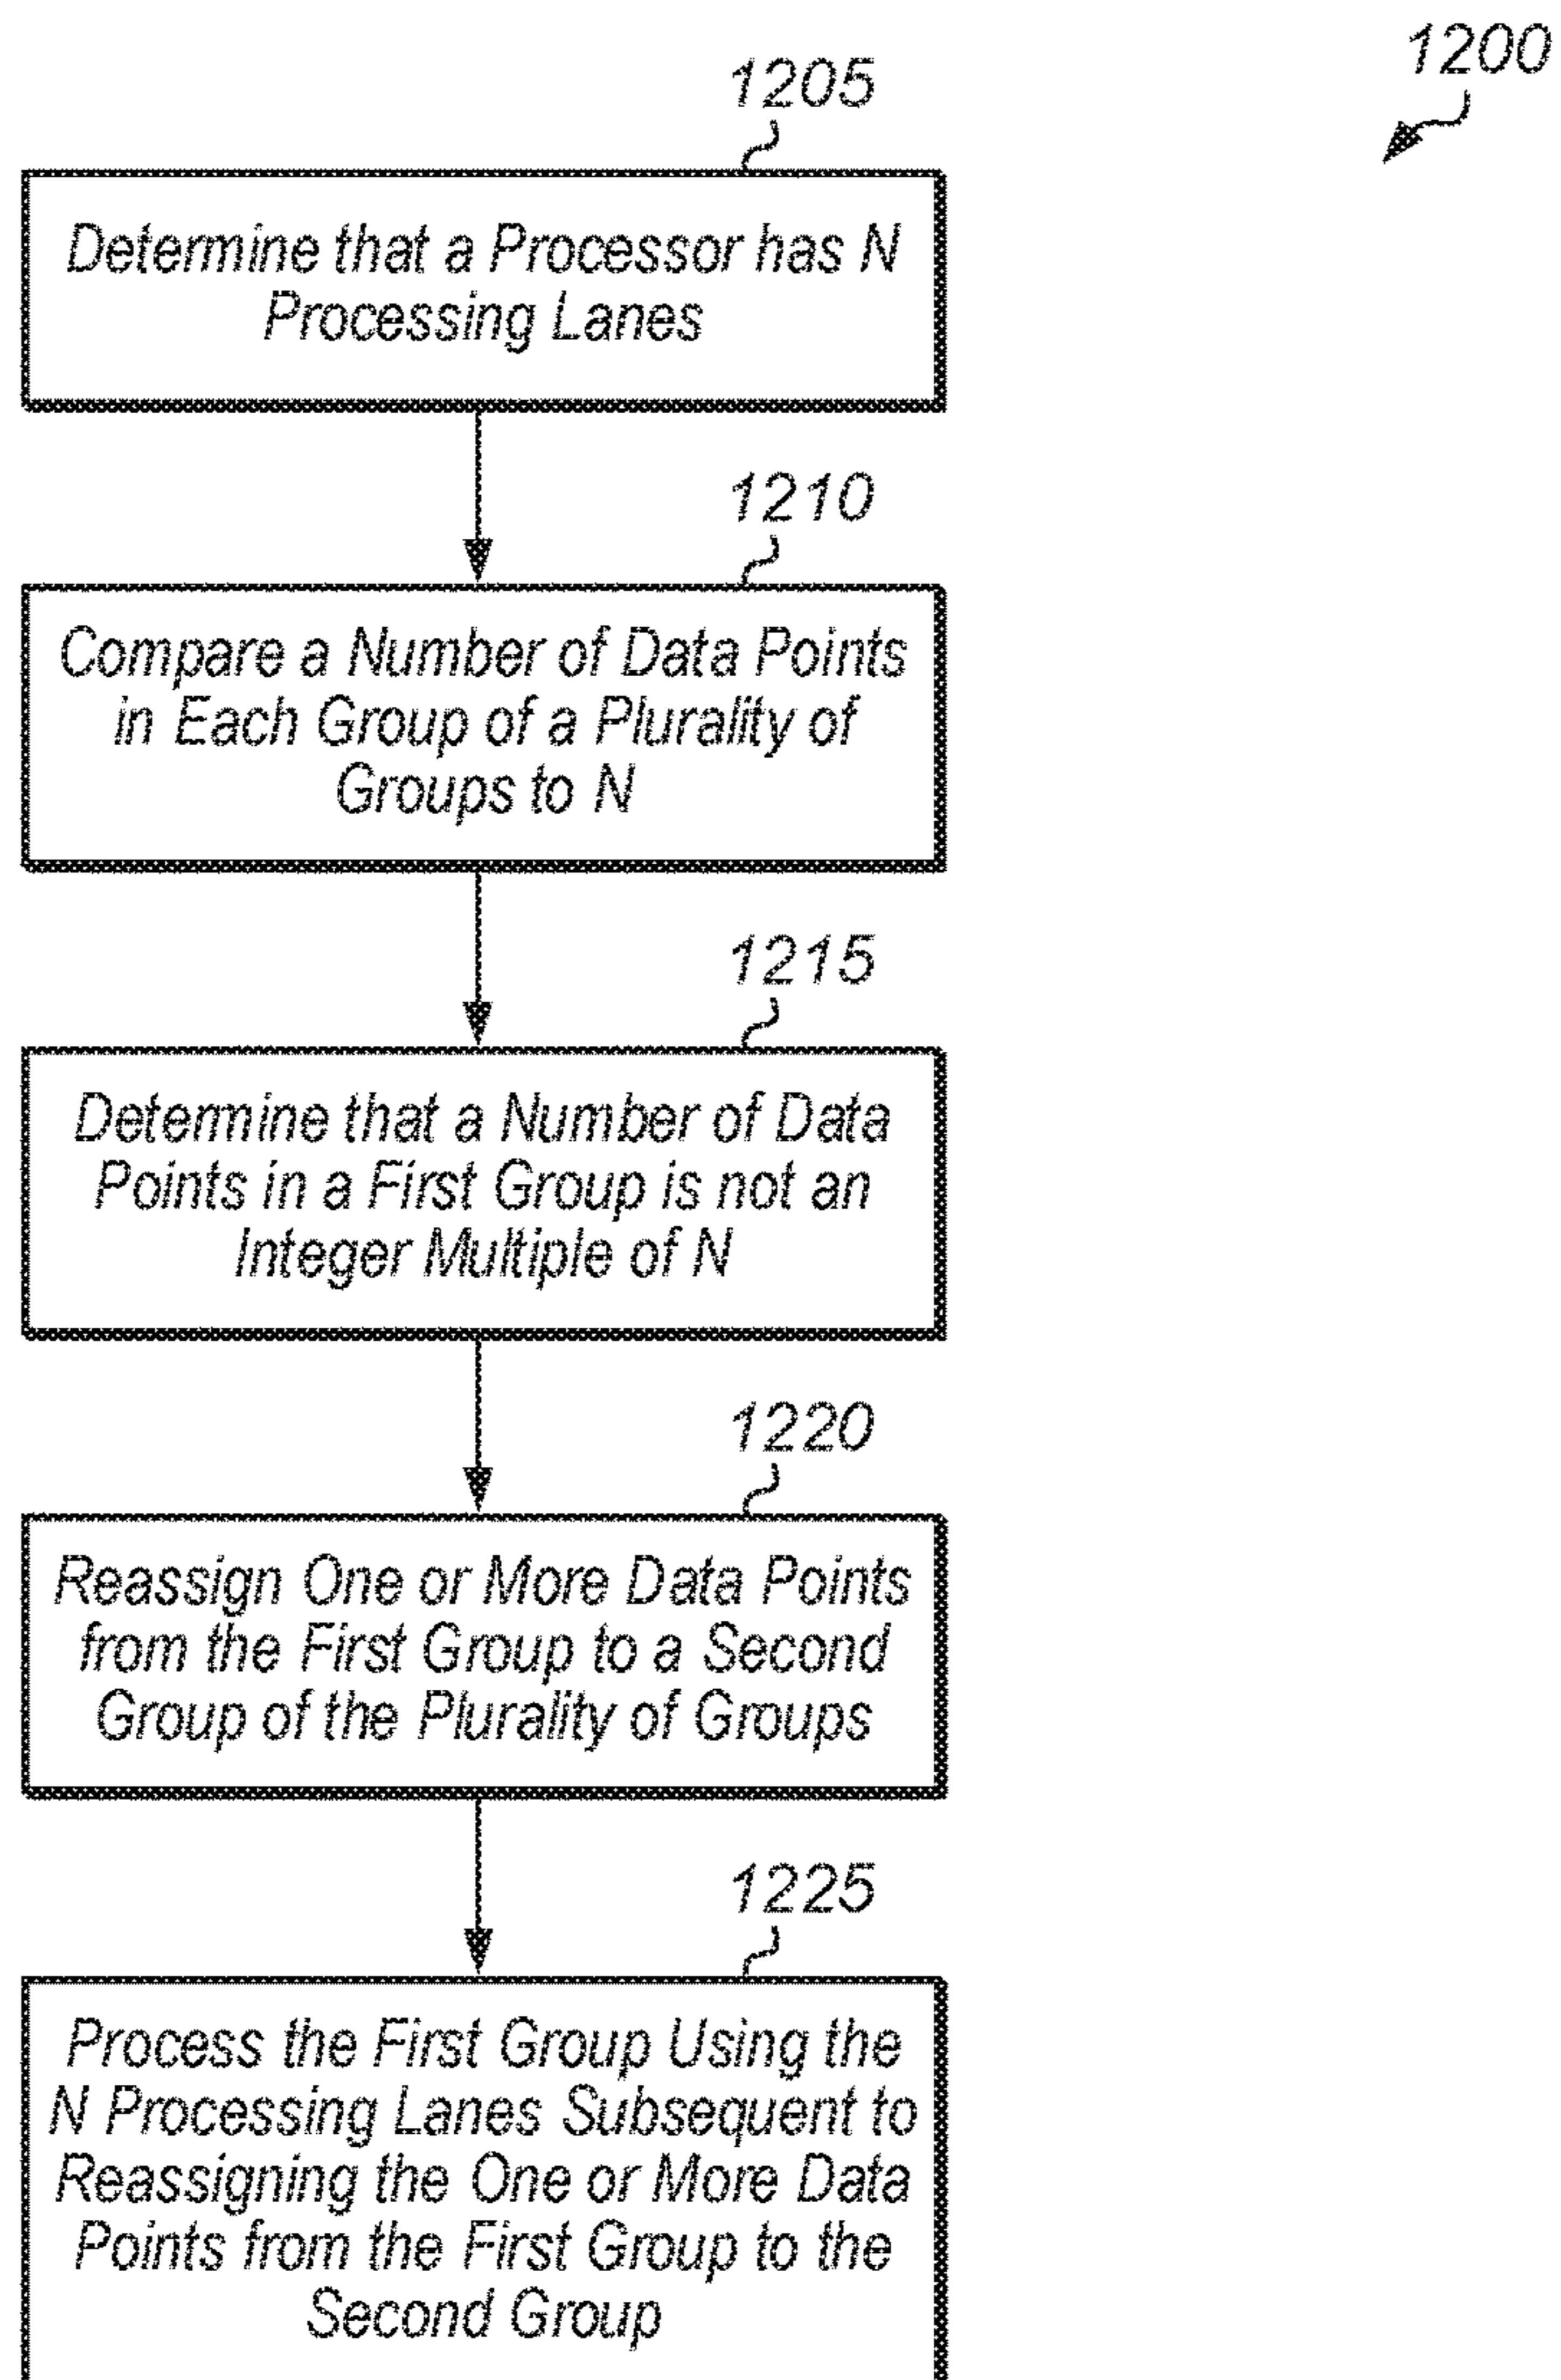 1200
1205
Determine that a Processor has N
Processing Lanes
1210
Compare a Number of Data Points
in Each Group of a Plurality of
Groups to N
1215
Determine that a Number of Data
Points in a First Group is not an
Integer Multiple of N
1220
Reassign One or More Data Points
from the First Group to a Second
Group of the Plurality of Groups
1225
Process the First Group Using the
N Processing Lanes Subsequent to
Reassigning the One or More Data
Points from the First Group to the
Second Group